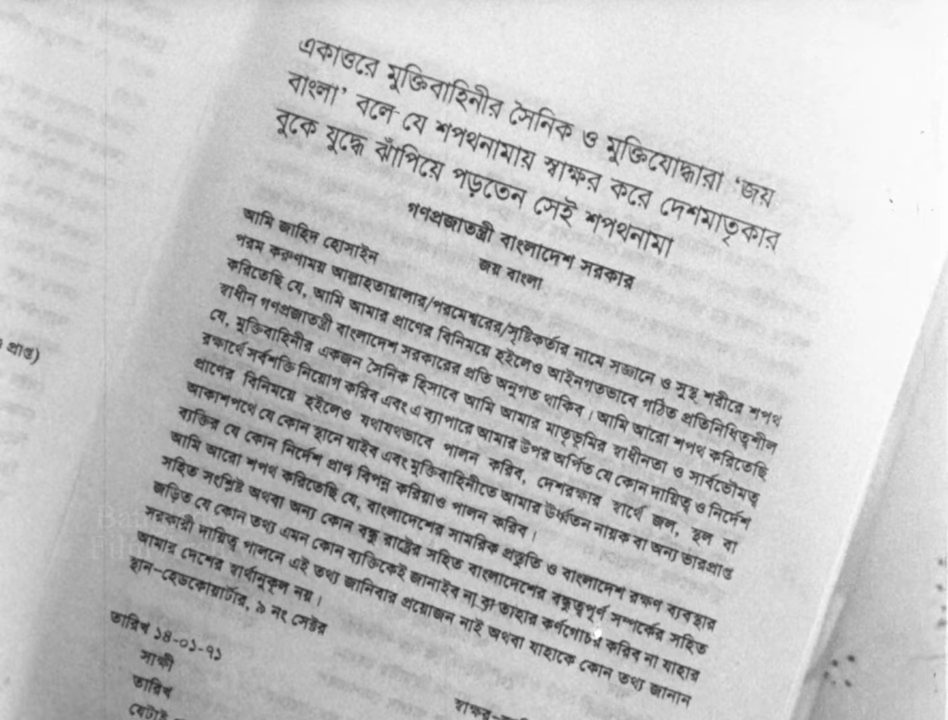 একাত্তরে মুক্তিবাহিনীর সৈনিক ও মুক্তিযোদ্ধারা 'জয়
বাংলা' বলে যে শপথনামায় স্বাক্ষর করে দেশমাতৃকার
বুকে যুদ্ধে ঝাঁপিয়ে পড়তেন সেই শপথনামা
গণপ্রজাতন্ত্রী বাংলাদেশ সরকার
জয় বাংলা
আমি জাহিদ হোসাইন
পরম করুণাময় আল্লাহতায়ালার/পরমেশ্বরের/সৃষ্টিকর্তার নামে সজ্ঞানে ও সুস্থ শরীরে শপথ
করিতেছি যে, আমি আমার প্রাণের বিনিময়ে হইলেও আইনগতভাবে গঠিত প্রতিনিধিত্বশীল
স্বাধীন গণপ্রজাতন্ত্রী বাংলাদেশ সরকারের প্রতি অনুগত থাকিব। আমি আরো শপথ করিতেছি
যে, মুক্তিবাহিনীর একজন সৈনিক হিসাবে আমি আমার মাতৃভূমির স্বাধীনতা ও সার্বভৌমত্ব
রক্ষার্থে সর্বশক্তি নিয়োগ করিব এবং এ ব্যাপারে আমার উপর অর্পিত যে কোন দায়িত্ব ও নির্দেশ
প্রাণের বিনিময়ে হইলেও যথাযথভাবে পালন করিব, দেশরক্ষার স্বার্থে জল, স্থল বা
আকাশপথে যে কোন স্থানে যাইব এবং মুক্তিবাহিনীতে আমার ঊর্ধ্বতন নায়ক বা অন্য ভারপ্রাপ্ত
ব্যক্তির যে কোন নির্দেশ প্রাণ বিপন্ন করিয়াও পালন করিব।
আমি আরো শপথ করিতেছি যে, বাংলাদেশের সামরিক প্রস্তুতি ও বাংলাদেশ রক্ষণ ব্যবস্থার
সহিত সংশ্লিষ্ট অথবা অন্য কোন বন্ধু রাষ্ট্রের সহিত বাংলাদেশের বন্ধুত্বপূর্ণ সম্পর্কের সহিত
জড়িত যে কোন তথ্য এমন কোন ব্যক্তিকেই জানাইব না বা তাহার কর্ণগোচর করিব না যাহার
সরকারী দায়িত্ব পালনে এই তথ্য জানিবার প্রয়োজন নাই অথবা যাহাকে কোন তথ্য জানান
আমার দেশের স্বার্থানুকূল নয়।
স্থান-হেডকোয়ার্টার, ৯ নং সেক্টর
তারিখ ১৪-০১-৭১
সাক্ষী
তারিখ
স্বাক্ষর-
প্রাপ্ত)